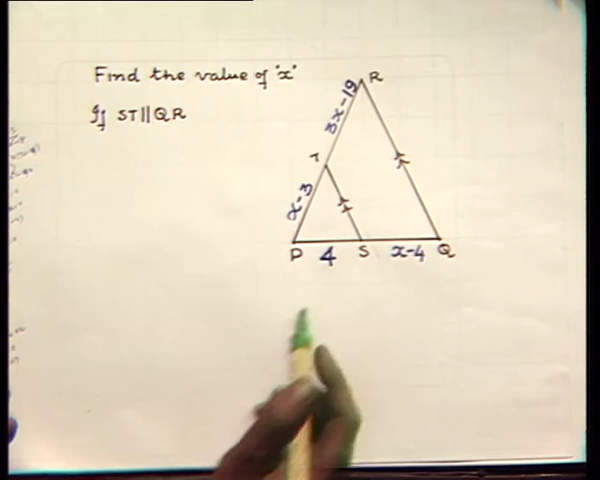 Find the value of 'x'
If ST || QR
R
3x-19
T
x-3
P 4 S x-4 Q